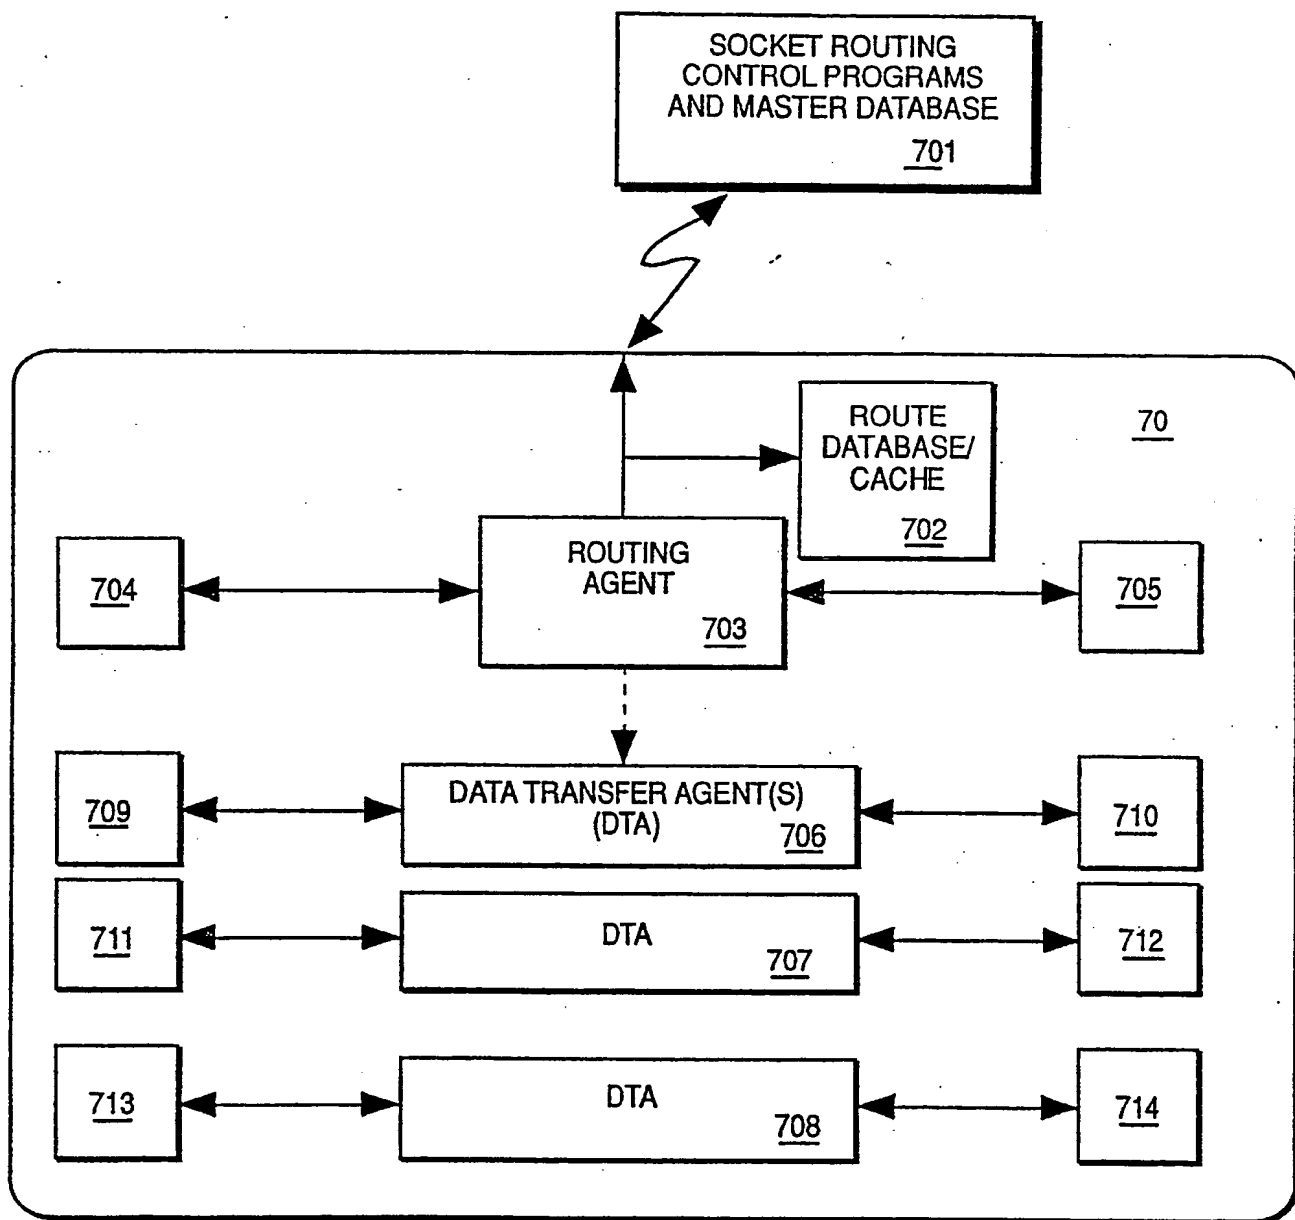 SOCKET ROUTING
CONTROL PROGRAMS
AND MASTER DATABASE
701
70
ROUTE
DATABASE/
CACHE
702
ROUTING
AGENT
703
704
705
709
DATA TRANSFER AGENT(S)
(DTA)
706
710
711
DTA
707
712
713
DTA
708
714